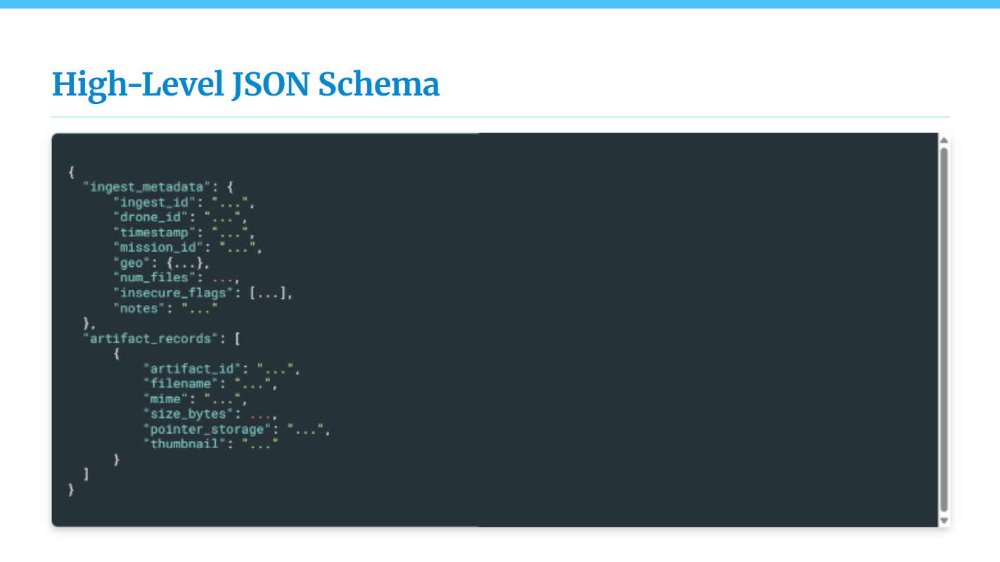 High-Level JSON Schema
{
  "ingest_metadata": {
      "ingest_id": "...",
      "drone_id": "...",
      "timestamp": "...",
      "mission_id": "...",
      "geo": {...},
      "num_files": ...,
      "insecure_flags": [...],
      "notes": "..."
  },
  "artifact_records": [
      {
          "artifact_id": "...",
          "filename": "...",
          "mime": "...",
          "size_bytes": ...,
          "pointer_storage": "...",
          "thumbnail": "..."
      }
  ]
}